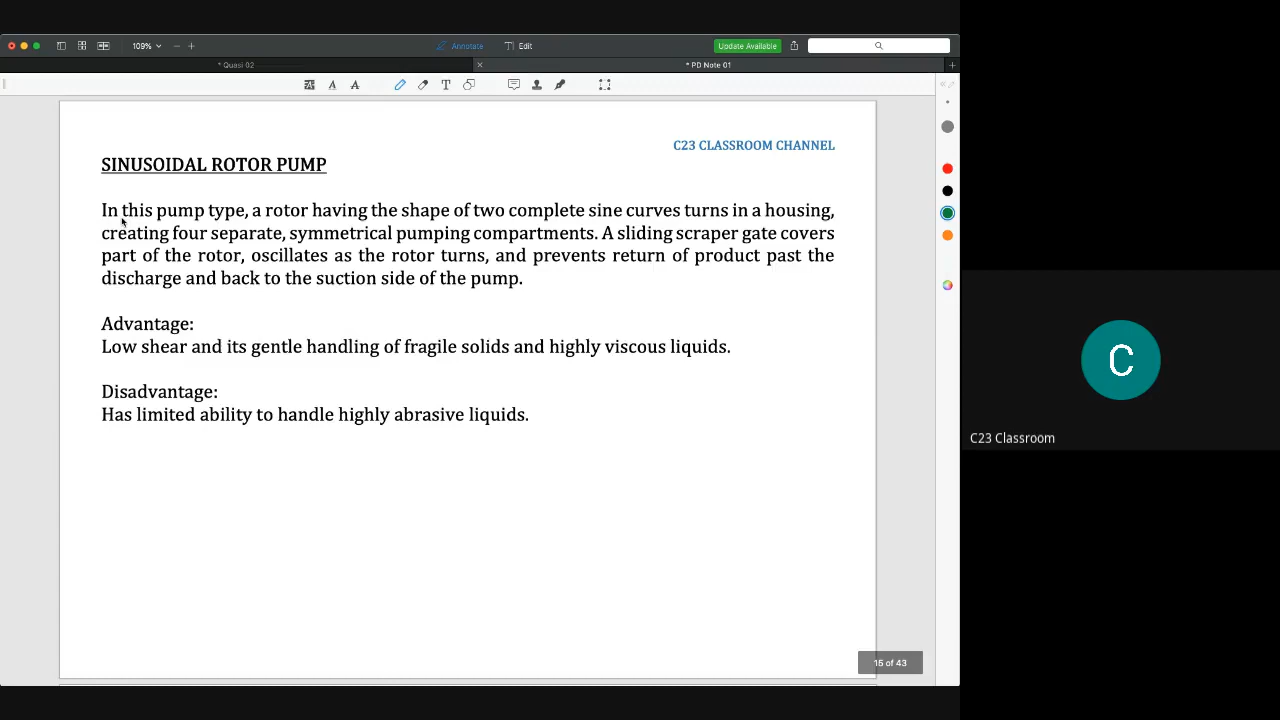 109%
Annotate
Edit
Update Available
* Quasi 02
* PD Note 01
C23 CLASSROOM CHANNEL
SINUSOIDAL ROTOR PUMP
In this pump type, a rotor having the shape of two complete sine curves turns in a housing,
creating four separate, symmetrical pumping compartments. A sliding scraper gate covers
part of the rotor, oscillates as the rotor turns, and prevents return of product past the
discharge and back to the suction side of the pump.
Advantage:
Low shear and its gentle handling of fragile solids and highly viscous liquids.
Disadvantage:
Has limited ability to handle highly abrasive liquids.
15 of 43
C
C23 Classroom